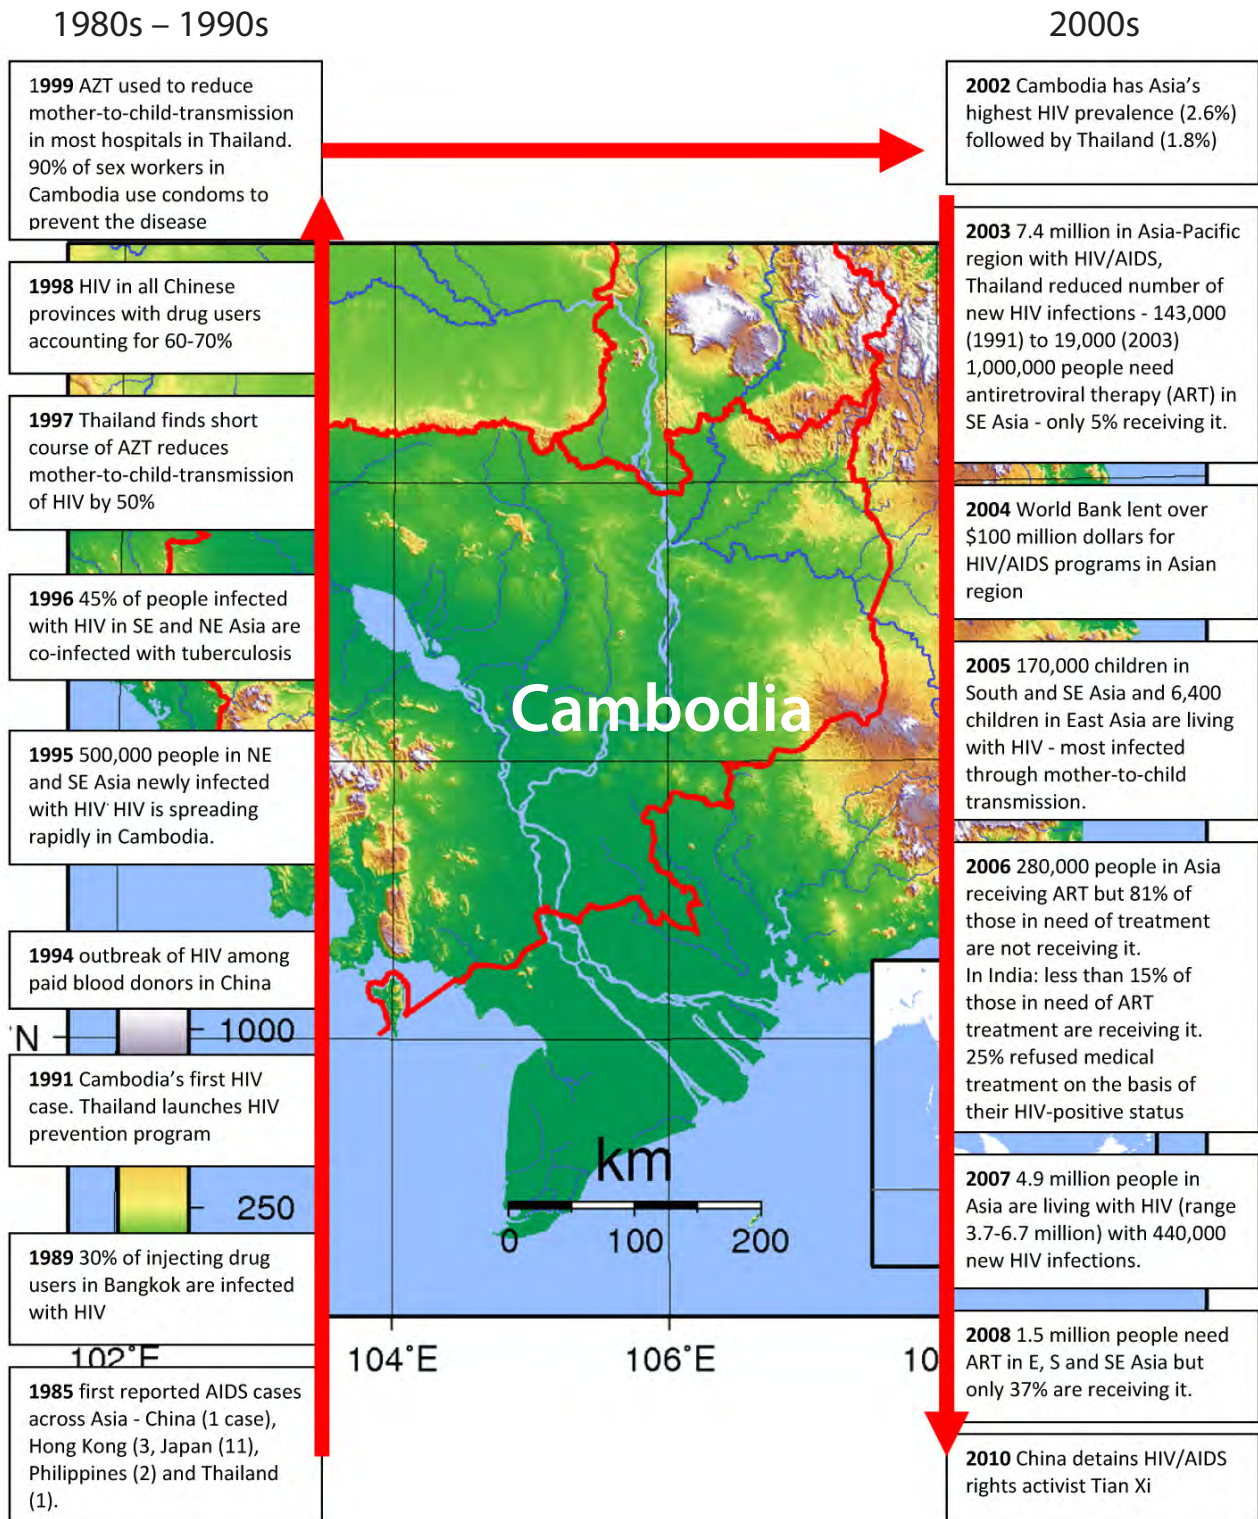 1980s – 1990s
1999 AZT used to reduce
mother-to-child-transmission
in most hospitals in Thailand.
90% of sex workers in
Cambodia use condoms to
prevent the disease
1998 HIV in all Chinese
provinces with drug users
accounting for 60-70%
1997 Thailand finds short
course of AZT reduces
mother-to-child-transmission
of HIV by 50%
1996 45% of people infected
with HIV in SE and NE Asia are
co-infected with tuberculosis
1995 500,000 people in NE
and SE Asia newly infected
with HIV. HIV is spreading
rapidly in Cambodia.
1994 outbreak of HIV among
paid blood donors in China
°N
1000
1991 Cambodia's first HIV
case. Thailand launches HIV
prevention program
250
1989 30% of injecting drug
users in Bangkok are infected
with HIV
102°E
1985 first reported AIDS cases
across Asia - China (1 case),
Hong Kong (3, Japan (11),
Philippines (2) and Thailand
(1).
Cambodia
km
0 100 200
104°E 106°E 10
2000s
2002 Cambodia has Asia's
highest HIV prevalence (2.6%)
followed by Thailand (1.8%)
2003 7.4 million in Asia-Pacific
region with HIV/AIDS,
Thailand reduced number of
new HIV infections - 143,000
(1991) to 19,000 (2003)
1,000,000 people need
antiretroviral therapy (ART) in
SE Asia - only 5% receiving it.
2004 World Bank lent over
$100 million dollars for
HIV/AIDS programs in Asian
region
2005 170,000 children in
South and SE Asia and 6,400
children in East Asia are living
with HIV - most infected
through mother-to-child
transmission.
2006 280,000 people in Asia
receiving ART but 81% of
those in need of treatment
are not receiving it.
In India: less than 15% of
those in need of ART
treatment are receiving it.
25% refused medical
treatment on the basis of
their HIV-positive status
2007 4.9 million people in
Asia are living with HIV (range
3.7-6.7 million) with 440,000
new HIV infections.
2008 1.5 million people need
ART in E, S and SE Asia but
only 37% are receiving it.
2010 China detains HIV/AIDS
rights activist Tian Xi